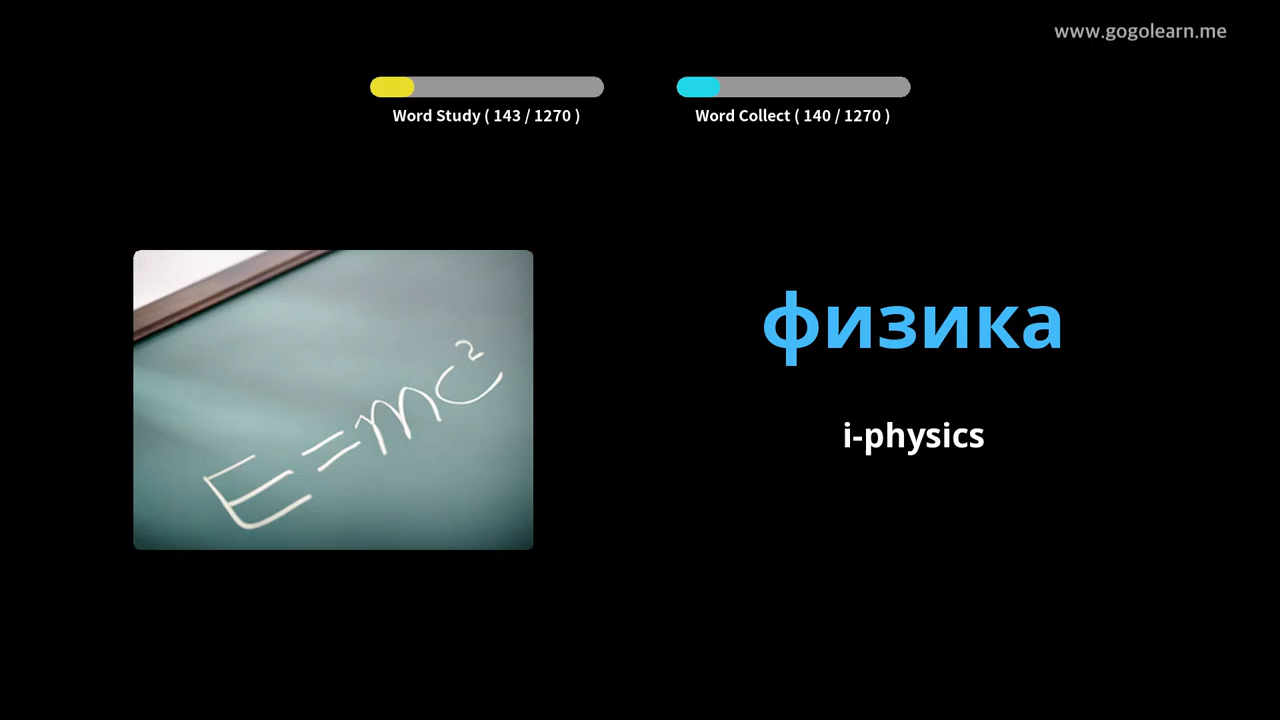 www.gogolearn.me
Word Study ( 143 / 1270 )
Word Collect ( 140 / 1270 )
E=mc²
физика
i-physics